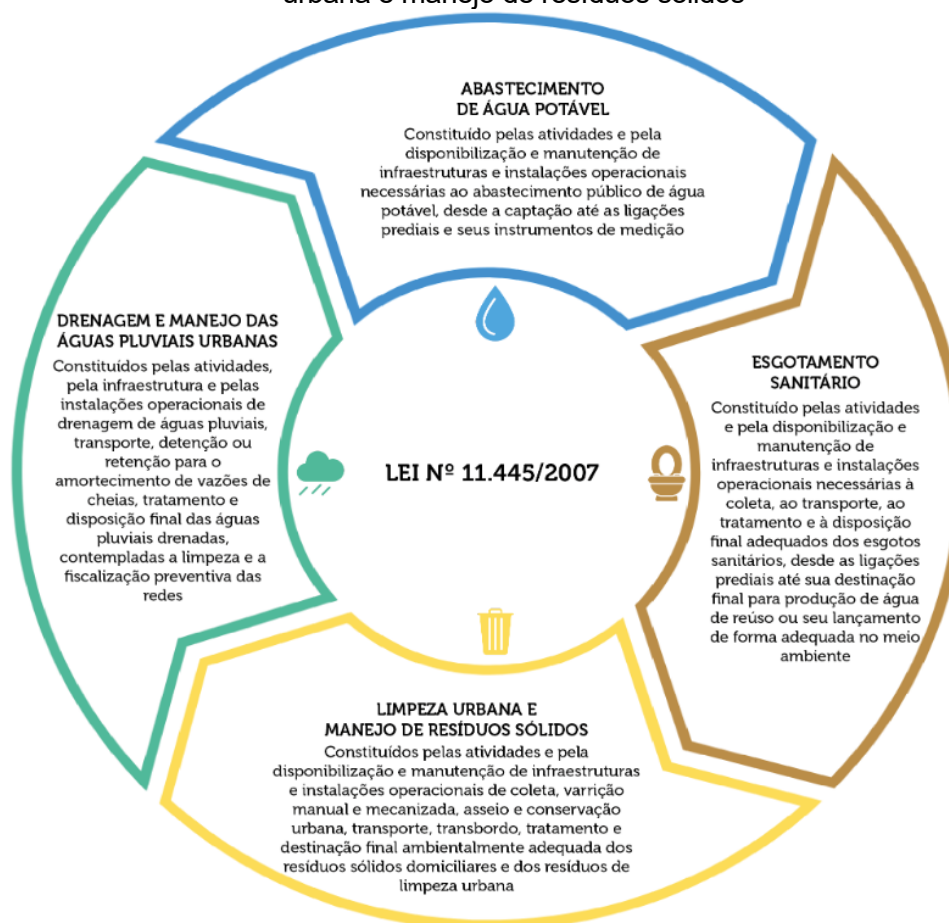 urbana e manejo de resíduos sólidos
ABASTECIMENTO
DE ÁGUA POTÁVEL
Constituído pelas atividades e pela
disponibilização e manutenção de
infraestruturas e instalações operacionais
necessárias ao abastecimento público de água
potável, desde a captação até as ligações
prediais e seus instrumentos de medição
DRENAGEM E MANEJO DAS
ÁGUAS PLUVIAIS URBANAS
Constituídos pelas atividades,
pela infraestrutura e pelas
instalações operacionais de
drenagem de águas pluviais,
transporte, detenção ou
retenção para o
amortecimento de vazões de
cheias, tratamento e
disposição final das águas
pluviais drenadas,
contempladas a limpeza e a
fiscalização preventiva das
redes
LEI Nº 11.445/2007
ESGOTAMENTO
SANITÁRIO
Constituído pelas atividades
e pela disponibilização e
manutenção de
infraestruturas e instalações
operacionais necessárias à
coleta, ao transporte, ao
tratamento e à disposição
final adequados dos esgotos
sanitários, desde as ligações
prediais até sua destinação
final para produção de água
de reúso ou seu lançamento
de forma adequada no meio
ambiente
LIMPEZA URBANA E
MANEJO DE RESÍDUOS SÓLIDOS
Constituídos pelas atividades e pela
disponibilização e manutenção de infraestruturas
e instalações operacionais de coleta, varrição
manual e mecanizada, asseio e conservação
urbana, transporte, transbordo, tratamento e
destinação final ambientalmente adequada dos
resíduos sólidos domiciliares e dos resíduos de
limpeza urbana